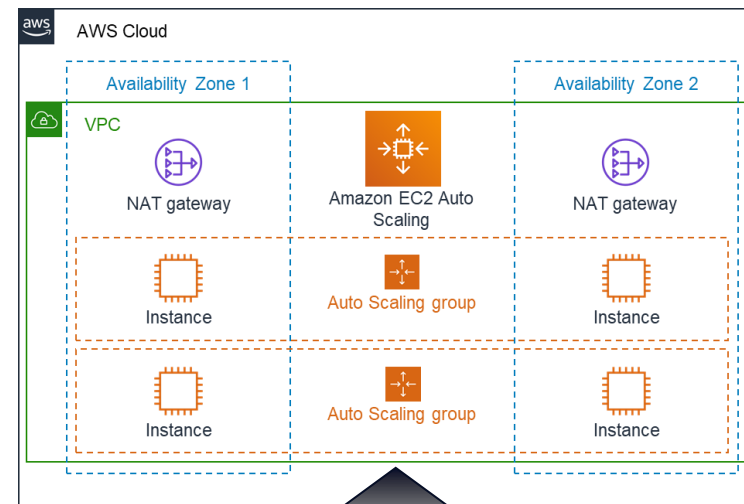 aws
AWS Cloud
Availability Zone 1
Availability Zone 2
VPC
NAT gateway
Amazon EC2 Auto
Scaling
NAT gateway
Instance
Auto Scaling group
Instance
Instance
Auto Scaling group
Instance